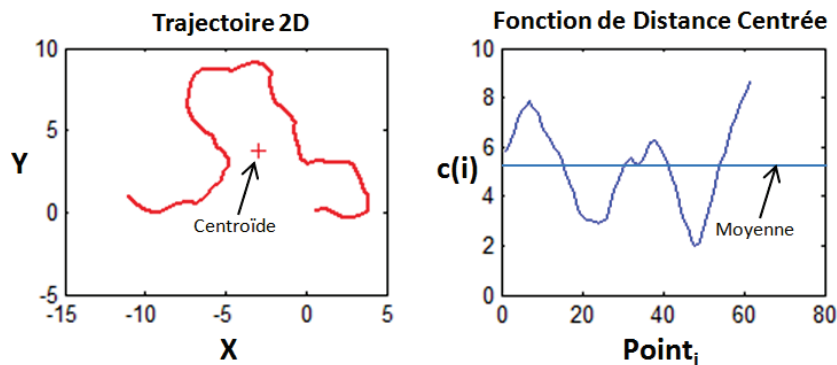 Trajectoire 2D
10
5
0
-5
-15
-10
-5
0
5
Y
X
Centroïde
Fonction de Distance Centrée
10
8
6
4
2
0
0
20
40
60
80
c(i)
Moyenne
Pointi